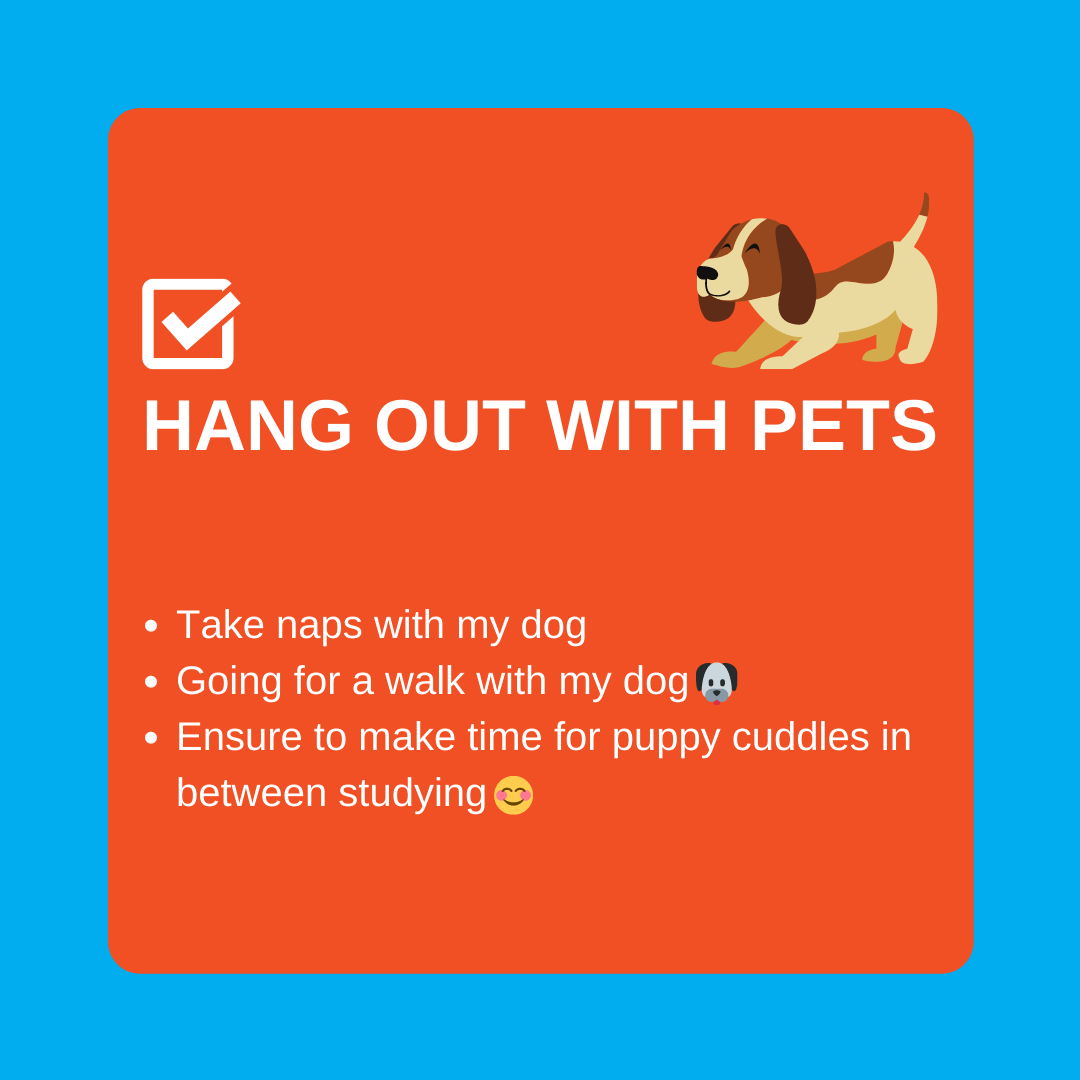 HANG OUT WITH PETS
• Take naps with my dog
• Going for a walk with my dog🐶
• Ensure to make time for puppy cuddles in
between studying😊